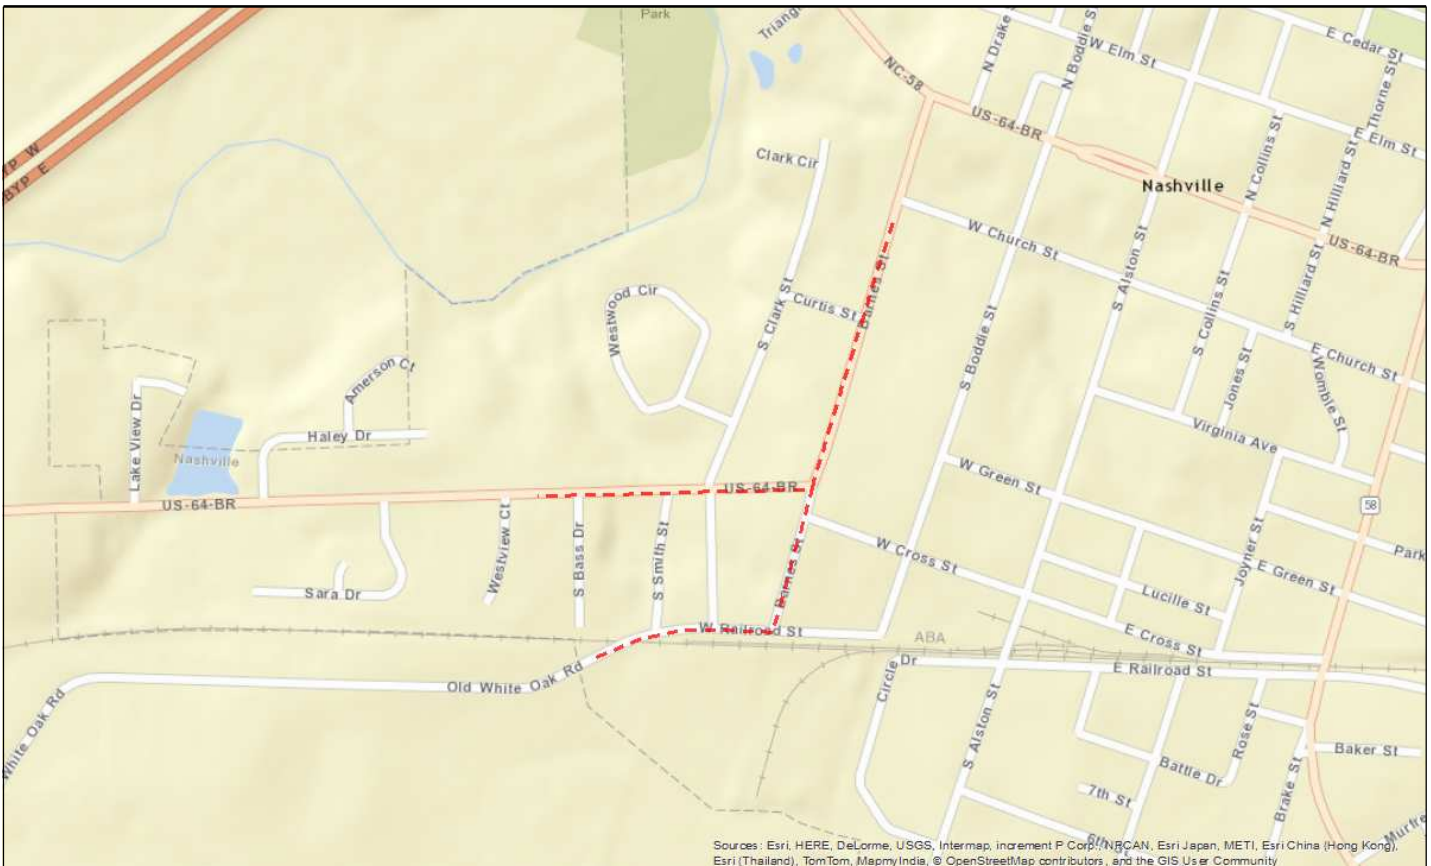 Park
Triang
E Cedar St
N Drake
N Boddie S
W Elm St
NC-58
US-64-BR
Thorne St
E Elm St
N Collins St
N Hilliard St
YP W
BYP E
Clark Cir
Nashville
W Church St
US-64-BR
S Alston St
S Hilliard St
Barnes St
Curtis St
S Clark St
Westwood Cir
S Collins St
S Boddie St
E Church St
Jones St
Womble St
Amerson Ct
Lake View Dr
Haley Dr
Nashville
Virginia Ave
W Green St
US-64-BR
US-64-BR
58
Westview Ct
S Bass Dr
S Smith St
Barnes St
W Cross St
Joyner St
Park
E Green St
Sara Dr
Lucille St
W Railroad St
ABA
E Cross St
Circle Dr
E Railroad St
Old White Oak Rd
White Oak Rd
S Alston St
Rose St
Baker St
Battle Dr
7th St
Brake St
6th St
Murfre
Sources: Esri, HERE, DeLorme, USGS, Intermap, increment P Corp., NRCAN, Esri Japan, METI, Esri China (Hong Kong),
Esri (Thailand), TomTom, MapmyIndia, © OpenStreetMap contributors, and the GIS User Community